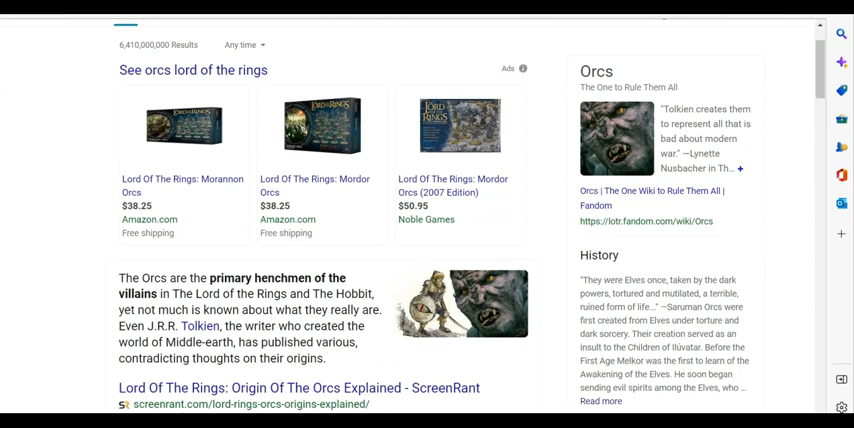 6,410,000,000 Results
Any time
See orcs lord of the rings
Ads
Lord Of The Rings: Morannon
Orcs
$38.25
Amazon.com
Free shipping
Lord Of The Rings: Mordor
Orcs
$38.25
Amazon.com
Free shipping
Lord Of The Rings: Mordor
Orcs (2007 Edition)
$50.95
Noble Games
The Orcs are the primary henchmen of the
villains in The Lord of the Rings and The Hobbit,
yet not much is known about what they really are.
Even J.R.R. Tolkien, the writer who created the
world of Middle-earth, has published various,
contradicting thoughts on their origins.
Lord Of The Rings: Origin Of The Orcs Explained - ScreenRant
SR screenrant.com/lord-rings-orcs-origins-explained/
Orcs
The One to Rule Them All
"Tolkien creates them
to represent all that is
bad about modern
war." —Lynette
Nusbacher in Th... +
Orcs | The One Wiki to Rule Them All |
Fandom
https://lotr.fandom.com/wiki/Orcs
History
"They were Elves once, taken by the dark
powers, tortured and mutilated, a terrible,
ruined form of life..." —Saruman Orcs were
first created from Elves under torture and
dark sorcery. Their creation served as an
insult to the Children of Ilúvatar. Before the
First Age Melkor was the first to learn of the
Awakening of the Elves. He soon began
sending evil spirits among the Elves, who ...
Read more